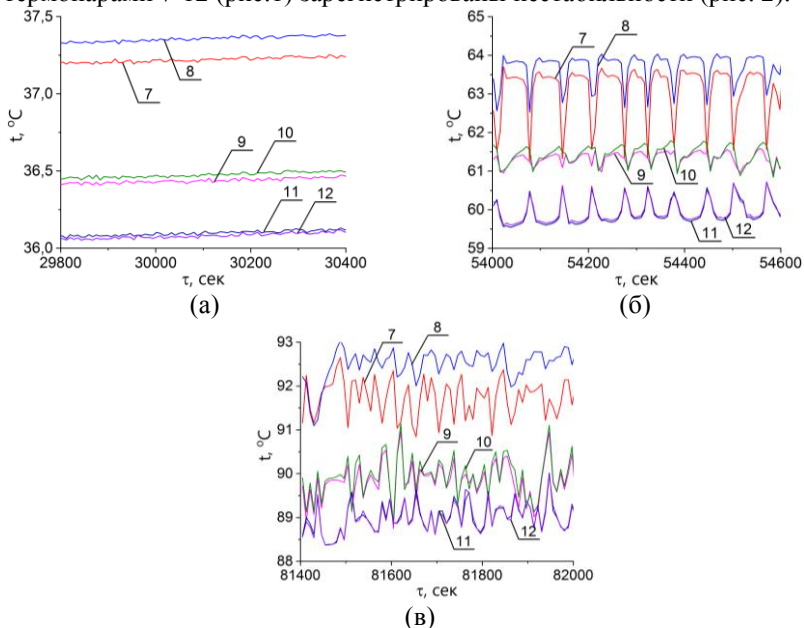 термопарами 7-12 (рис.1) зарегистрированы нестабильности (рис. 2).
t, °C
37,5
37,0
36,5
36,0
8
7
9
10
11
12
29800 30000 30200 30400
τ, сек
(а)
t, °C
65
64
63
62
61
60
59
7
8
9
10
11
12
54000 54200 54400 54600
τ, сек
(б)
t, °C
93
92
91
90
89
88
7
8
9
10
11
12
81400 81600 81800 82000
τ, сек
(в)